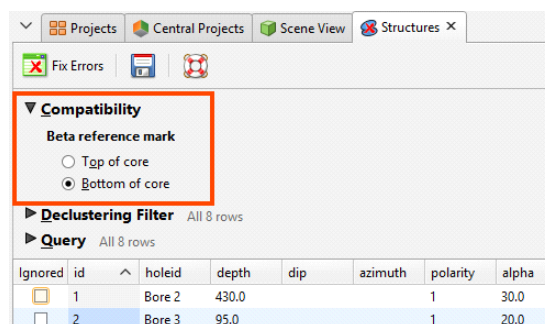 Projects Central Projects Scene View Structures ×
Fix Errors
Compatibility
Beta reference mark
Top of core
Bottom of core
Declustering Filter All 8 rows
Query All 8 rows
Ignored id holeid depth dip azimuth polarity alpha
1 Bore 2 430.0 1 30.0
2 Bore 3 95.0 1 20.0